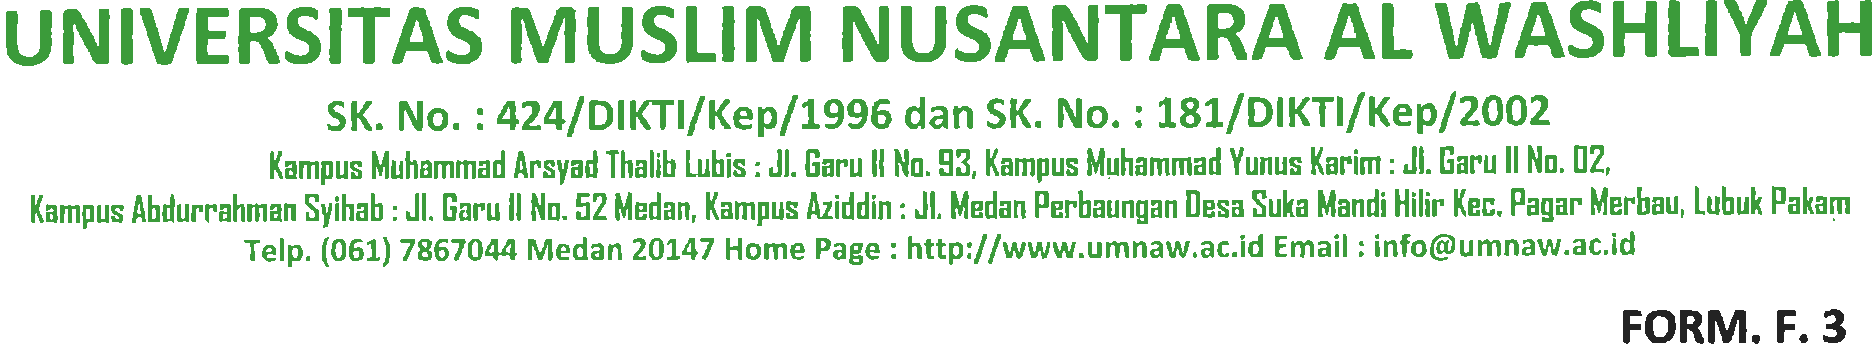 UNIVERSITAS MUSLIM NUSANTARA AL WASHLIYAH
SK. No. : 424/DIKTI/Kep/1996 dan SK. No. : 181/DIKTI/Kep/2002
Kampus Muhammad Arsyad Thalib Lubis : Jl. Garu II No. 93, Kampus Muhammad Yunus Karim : Jl. Garu II No. 02,
Kampus Abdurrahman Syihab : Jl. Garu II No. 52 Medan, Kampus Aziddin : Jl. Medan Perbaungan Desa Suka Mandi Hilir Kec. Pagar Merbau, Lubuk Pakam
Telp. (061) 7867044 Medan 20147 Home Page : http://www.umnaw.ac.id Email : info@umnaw.ac.id
FORM. F. 3